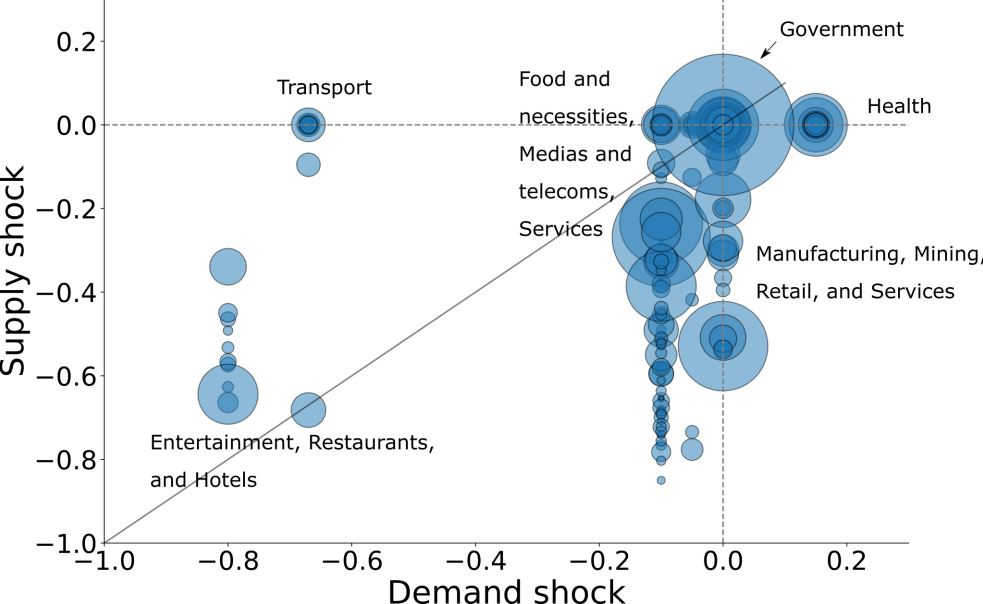 Government
0.2
Food and
Transport
Health
necessities,
0.0
Medias and
telecoms,
−0.2
Services
Manufacturing, Mining,
Retail, and Services
−0.4
Supply shock
−0.6
Entertainment, Restaurants,
−0.8
and Hotels
−1.0
−1.0 −0.8 −0.6 −0.4 −0.2 0.0 0.2
Demand shock